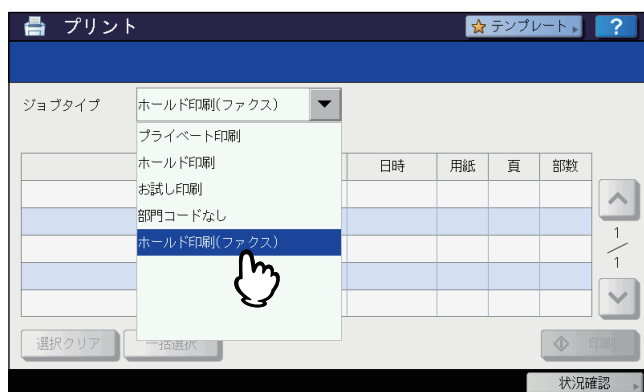 プリント
テンプレート
?
ジョブタイプ
ホールド印刷(ファクス)
プライベート印刷
ホールド印刷
お試し印刷
部門コードなし
ホールド印刷(ファクス)
日時 用紙 頁 部数
1
1
選択クリア 一括選択 印刷
状況確認